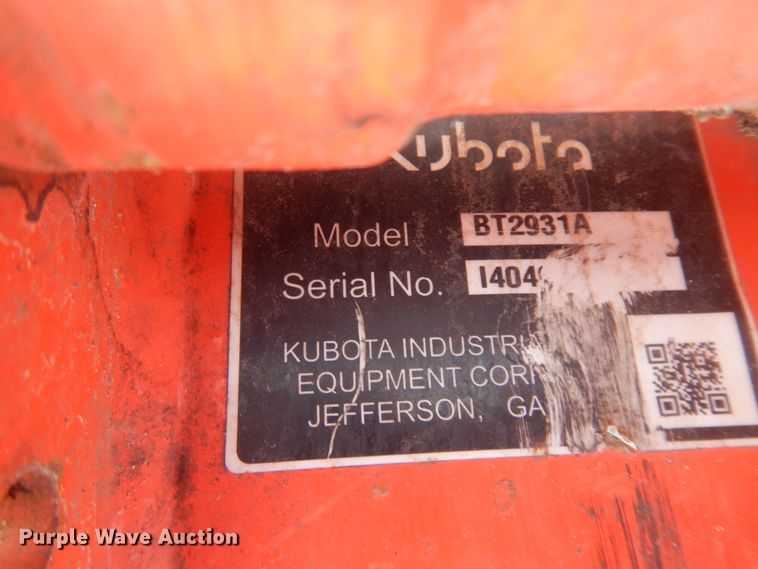 Kubota
Model BT2931A
Serial No.
KUBOTA INDUSTRI
EQUIPMENT CORP
JEFFERSON, GA
Purple Wave Auction